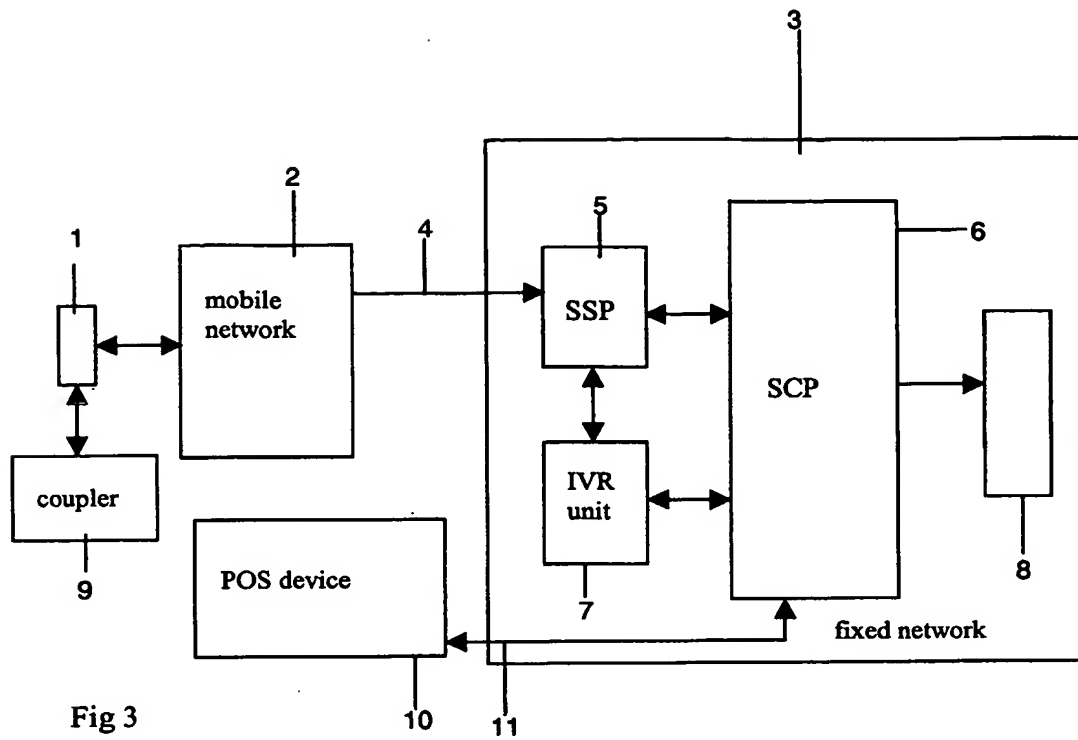 3
2
1
4
5
6
mobile
network
SSP
SCP
coupler
IVR
unit
9
POS device
7
8
fixed network
10
11
Fig 3